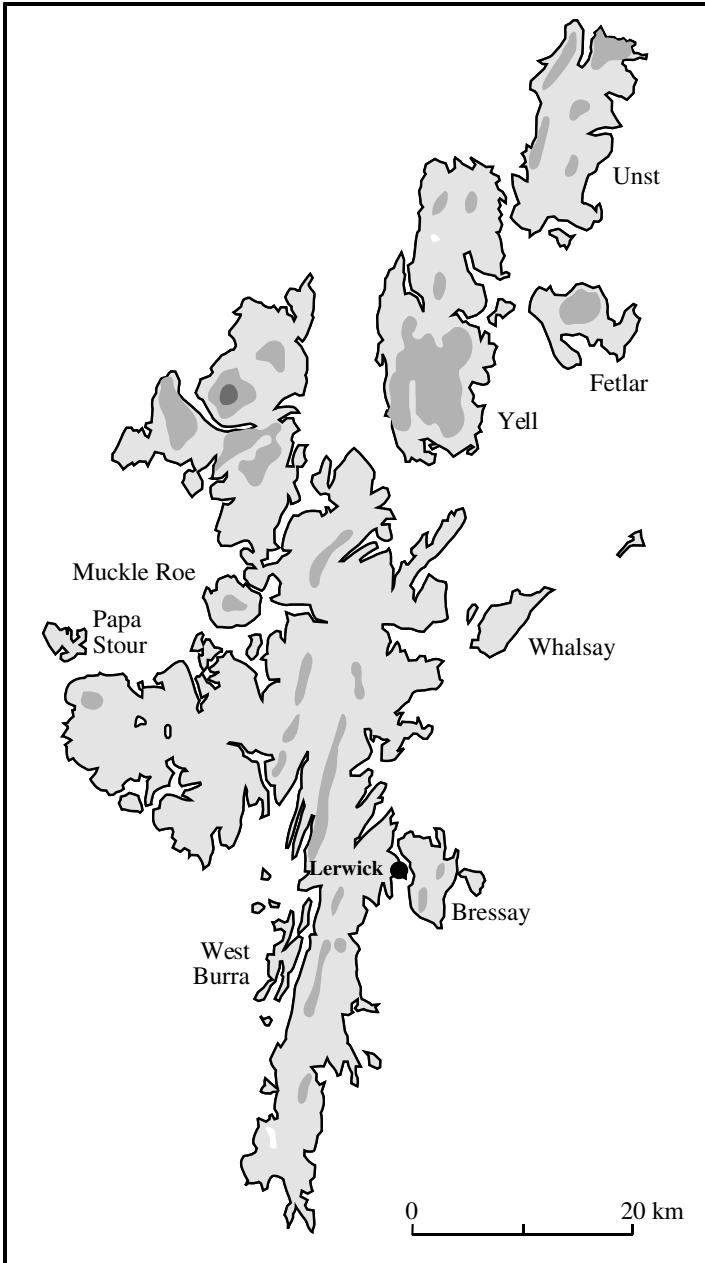 Unst
Fetlar
Yell
Muckle Roe
Papa
Stour
Whalsay
Lerwick
Bressay
West
Burra
0 20 km